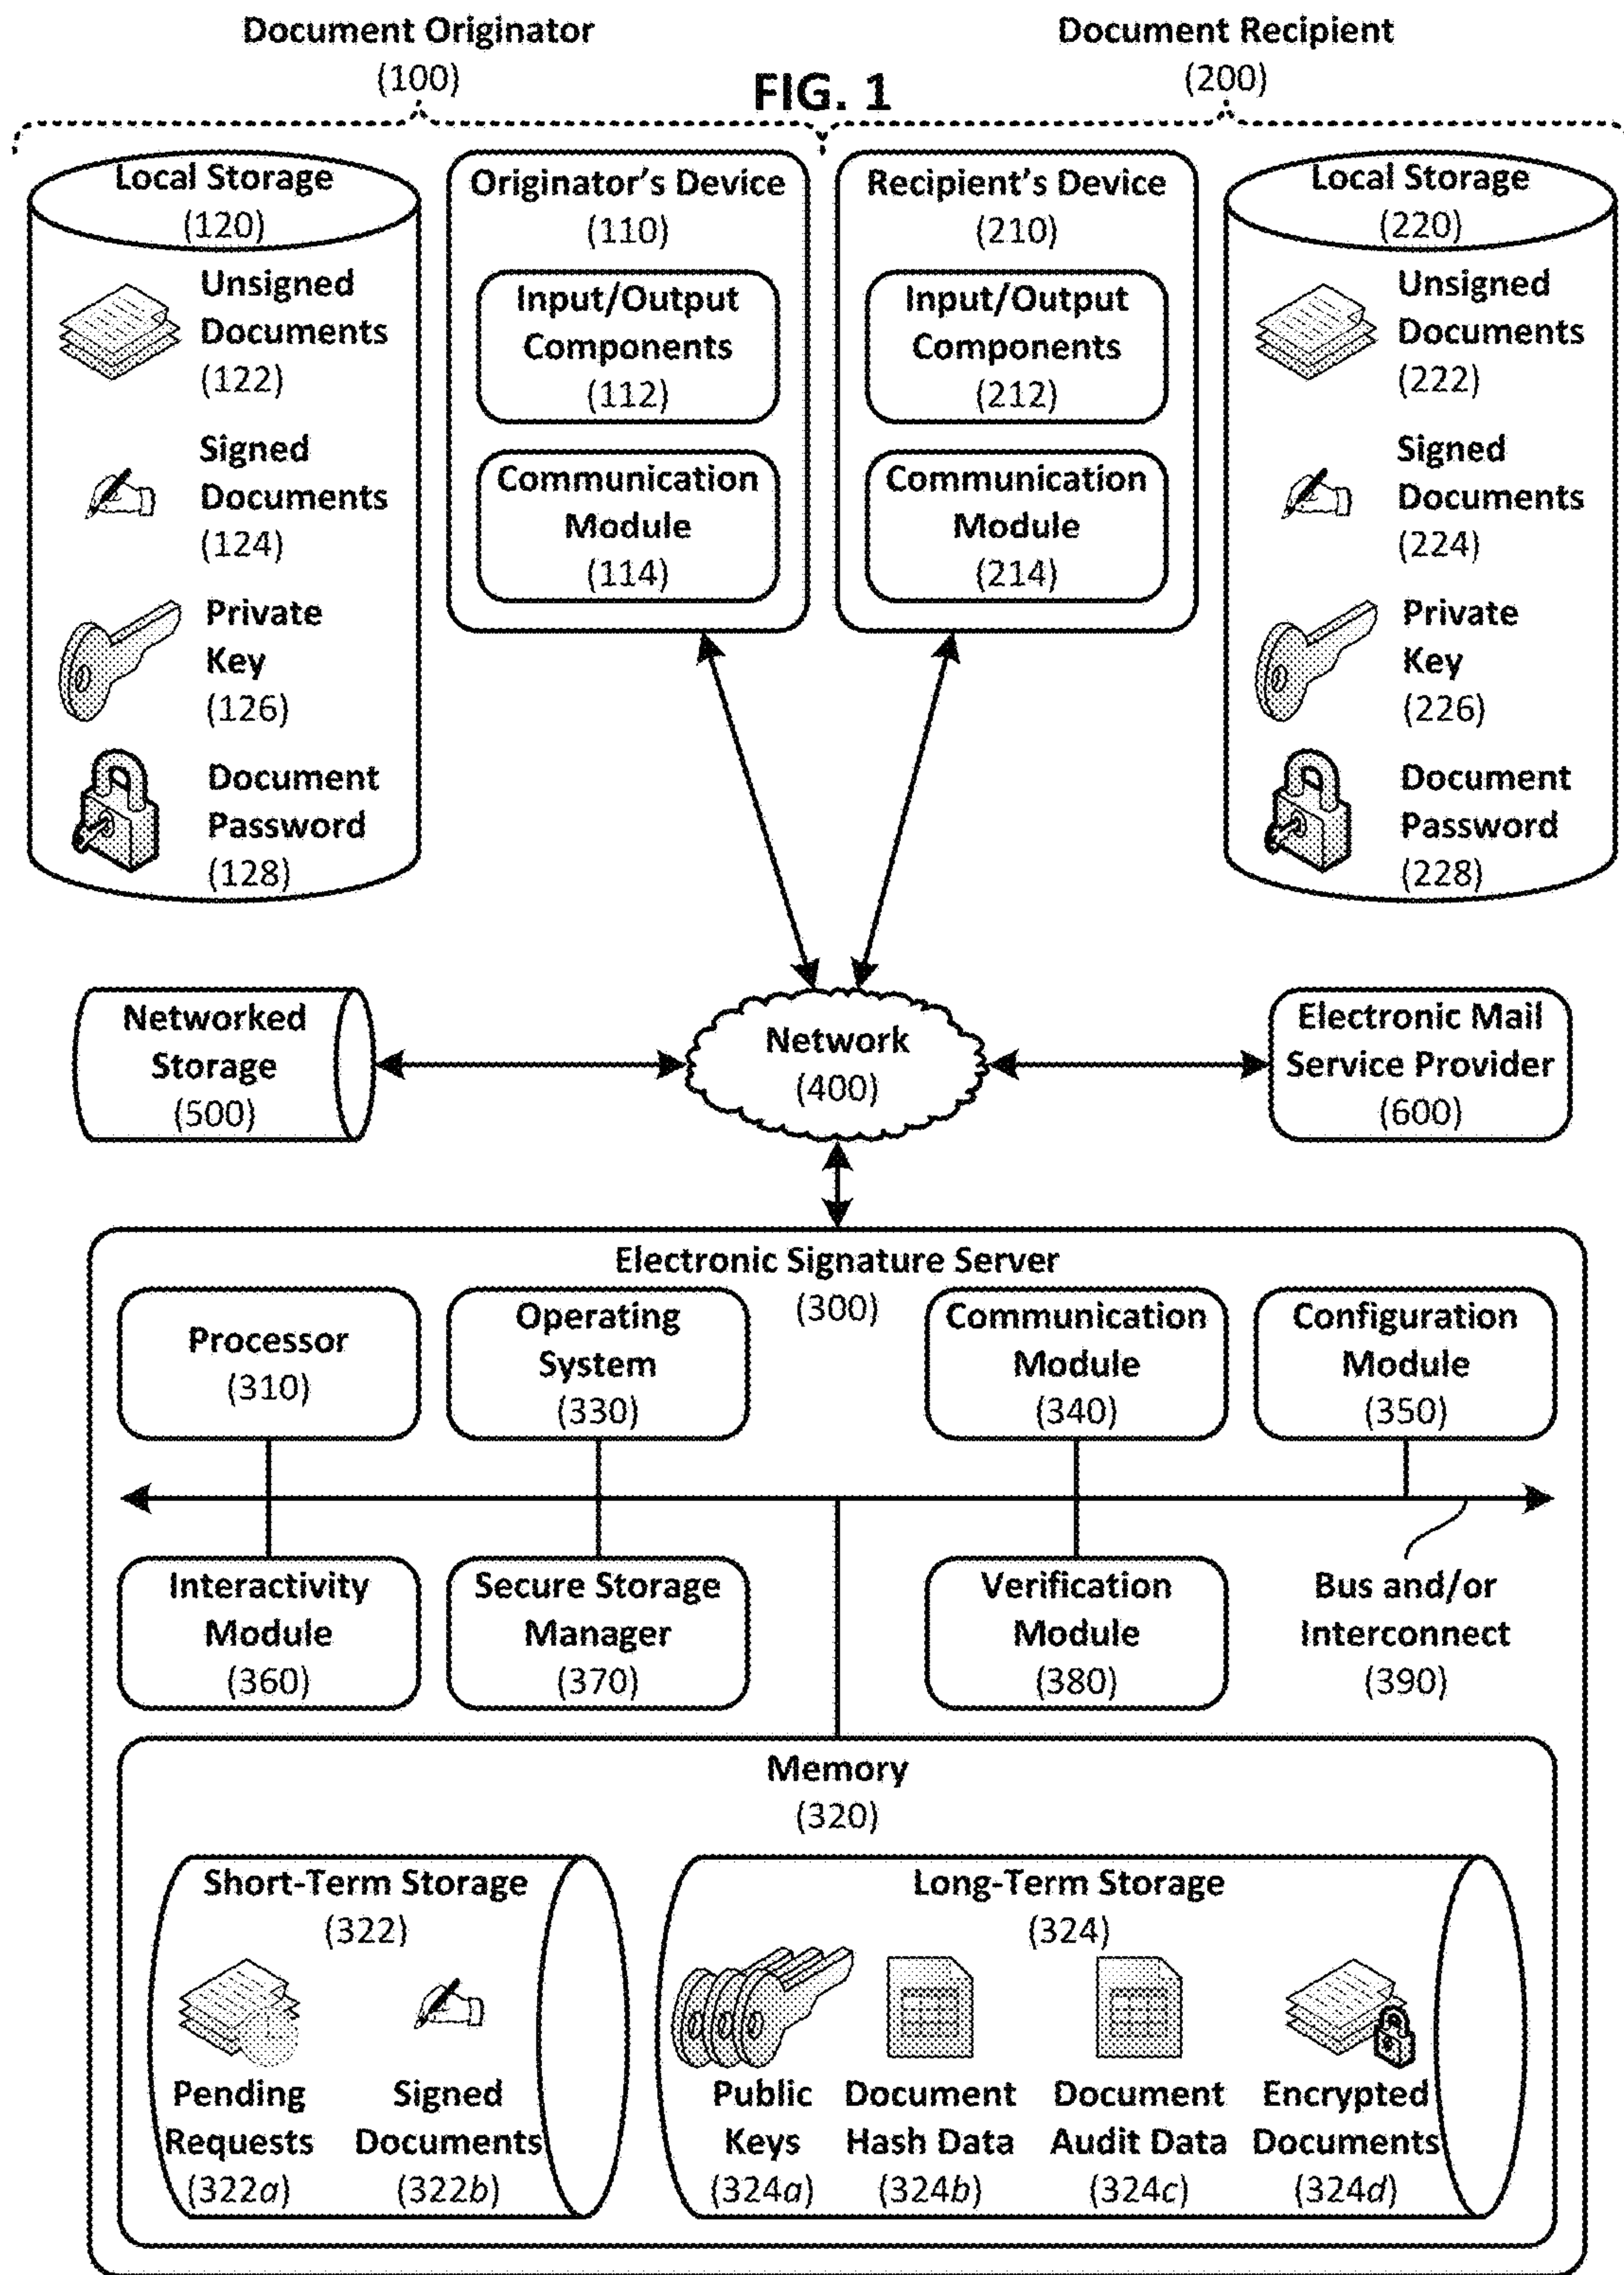 Document Originator
(100)
Document Recipient
(200)
FIG. 1
Local Storage
(120)
Unsigned
Documents
(122)
Signed
Documents
(124)
Private
Key
(126)
Document
Password
(128)
Originator's Device
(110)
Input/Output
Components
(112)
Communication
Module
(114)
Recipient's Device
(210)
Input/Output
Components
(212)
Communication
Module
(214)
Local Storage
(220)
Unsigned
Documents
(222)
Signed
Documents
(224)
Private
Key
(226)
Document
Password
(228)
Networked
Storage
(500)
Network
(400)
Electronic Mail
Service Provider
(600)
Electronic Signature Server
(300)
Processor
(310)
Operating
System
(330)
Communication
Module
(340)
Configuration
Module
(350)
Interactivity
Module
(360)
Secure Storage
Manager
(370)
Verification
Module
(380)
Bus and/or
Interconnect
(390)
Memory
(320)
Short-Term Storage
(322)
Pending
Requests
(322a)
Signed
Documents
(322b)
Long-Term Storage
(324)
Public
Keys
(324a)
Document
Hash Data
(324b)
Document
Audit Data
(324c)
Encrypted
Documents
(324d)